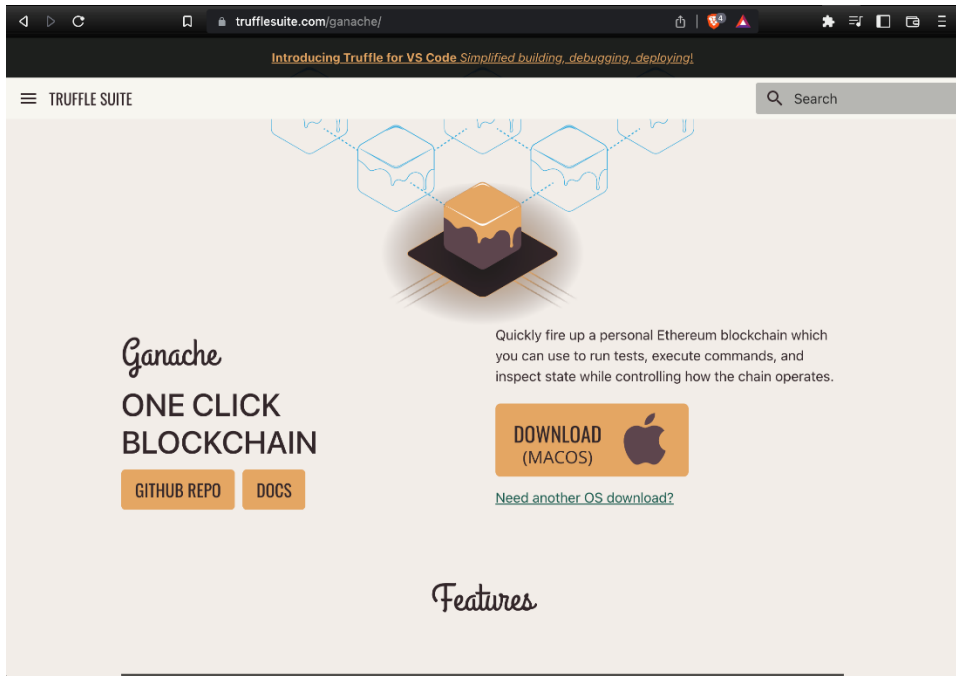 trufflesuite.com/ganache/
4
Introducing Truffle for VS Code Simplified building, debugging, deploying!
TRUFFLE SUITE
Search
Ganache
ONE CLICK
BLOCKCHAIN
GITHUB REPO
DOCS
Quickly fire up a personal Ethereum blockchain which
you can use to run tests, execute commands, and
inspect state while controlling how the chain operates.
DOWNLOAD
(MACOS)
Need another OS download?
Features